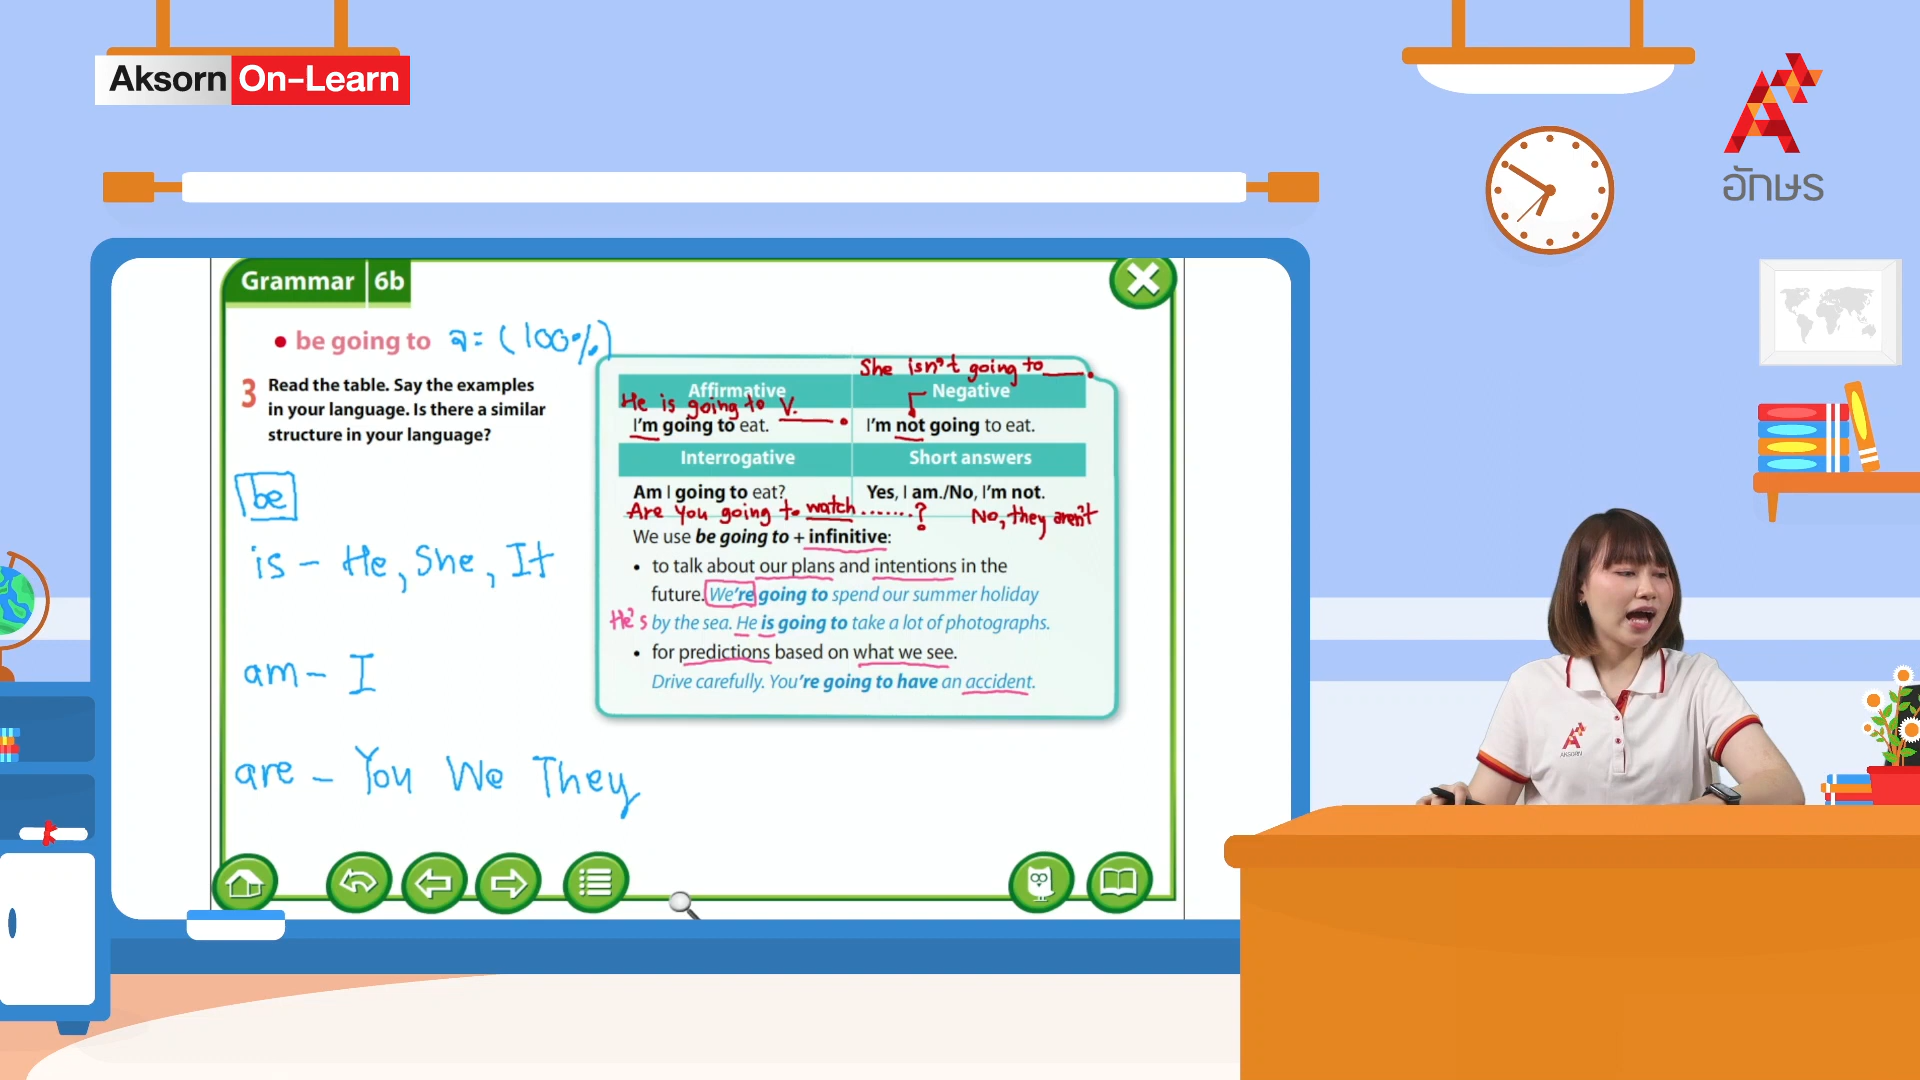 Aksorn On-Learn
อักษร
Grammar 6b
• be going to จะ (100%)
3 Read the table. Say the examples
in your language. Is there a similar
structure in your language?
be
is - He, She, It
am - I
are - You We They
She isn't going to ___.
Affirmative Negative
He is going to V. ___.
I'm going to eat. I'm not going to eat.
Interrogative Short answers
Am I going to eat? Yes, I am./No, I'm not.
Are You going to watch .......? No, they aren't
We use be going to + infinitive:
• to talk about our plans and intentions in the
future. We're going to spend our summer holiday
He's by the sea. He is going to take a lot of photographs.
• for predictions based on what we see.
Drive carefully. You're going to have an accident.
AKSORN